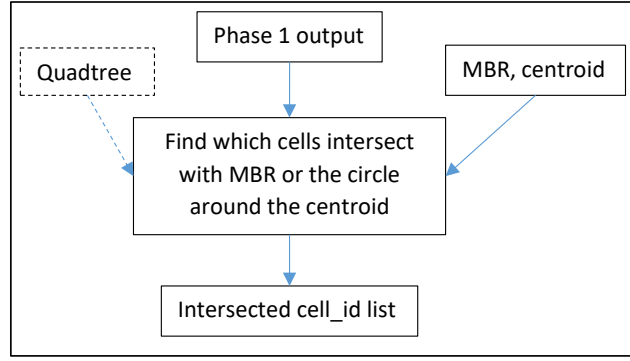 Phase 1 output
Quadtree
MBR, centroid
Find which cells intersect
with MBR or the circle
around the centroid
Intersected cell_id list